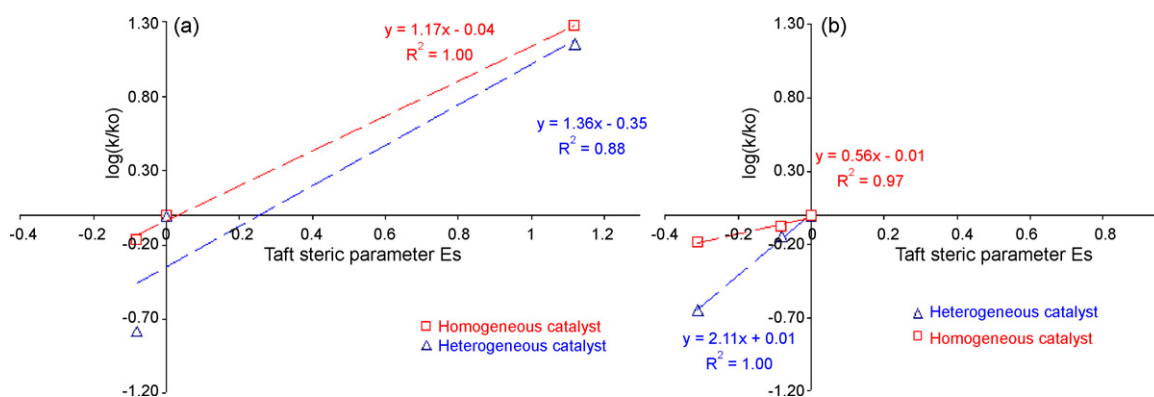 (a)
1.30
0.80
0.30
-0.20
-0.70
-1.20
log(k/ko)
y = 1.17x - 0.04
R² = 1.00
y = 1.36x - 0.35
R² = 0.88
-0.4 -0.2 0 0.2 0.4 0.6 0.8 1 1.2
Taft steric parameter Es
Homogeneous catalyst
Heterogeneous catalyst
(b)
1.30
0.80
0.30
-0.20
-0.70
-1.20
log(k/ko)
y = 0.56x - 0.01
R² = 0.97
-0.4 -0.2 0 0.2 0.4 0.6 0.8
Taft steric parameter Es
Heterogeneous catalyst
Homogeneous catalyst
y = 2.11x + 0.01
R² = 1.00